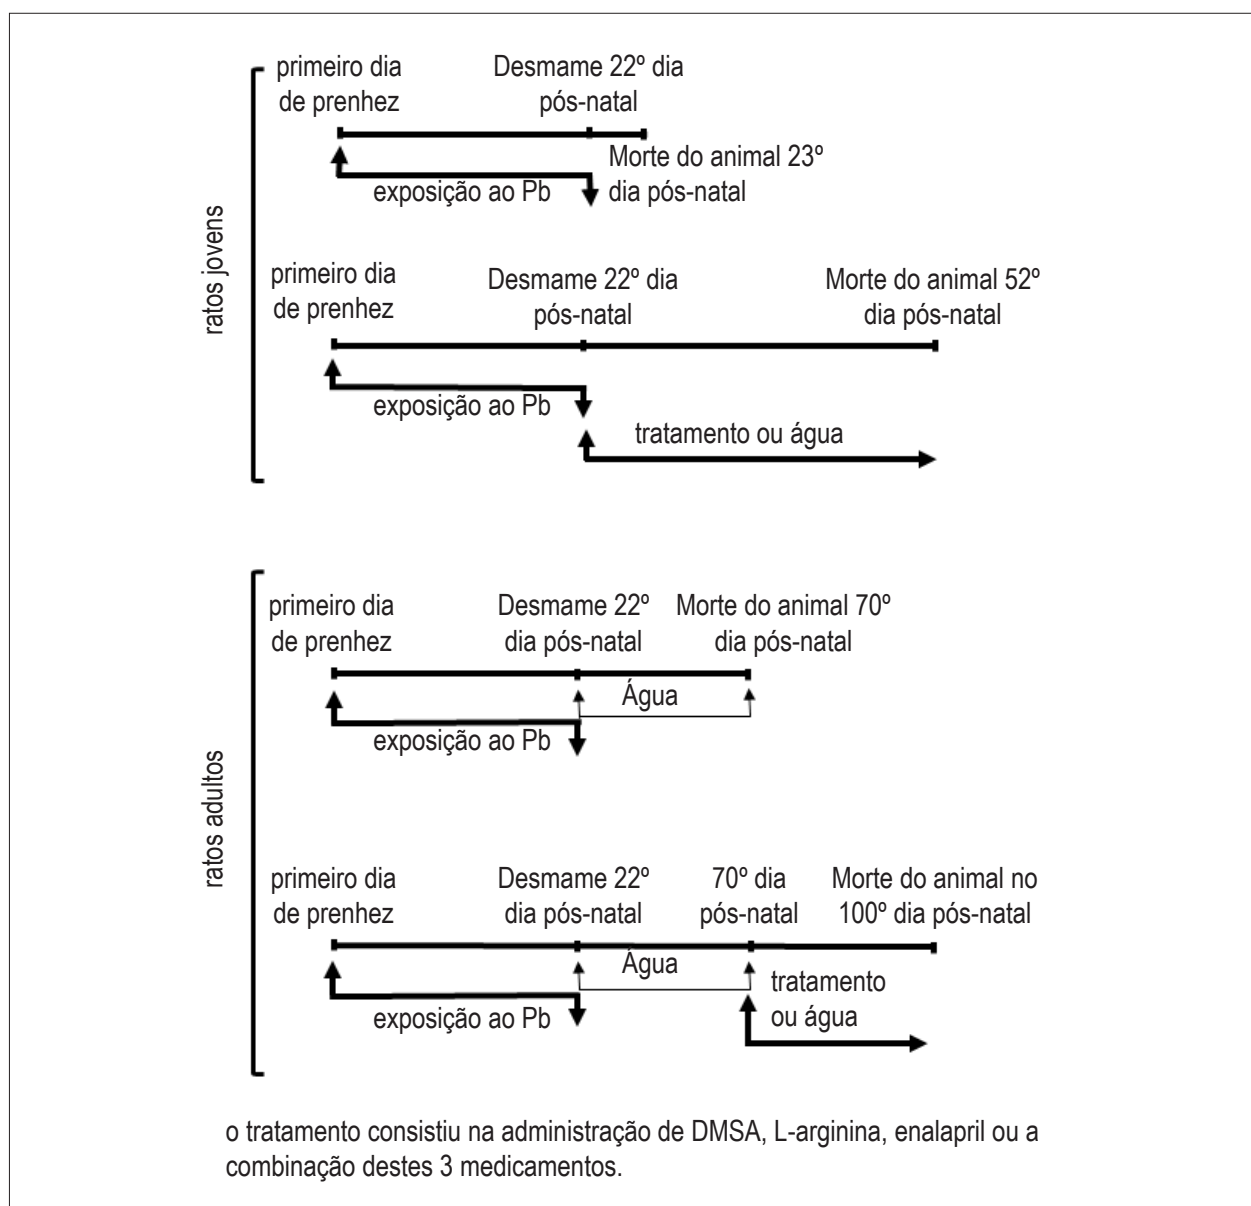 ratos jovens
primeiro dia
de prenhez
Desmame 22º dia
pós-natal
Morte do animal 23º
dia pós-natal
exposição ao Pb
primeiro dia
de prenhez
Desmame 22º dia
pós-natal
Morte do animal 52º
dia pós-natal
exposição ao Pb
tratamento ou água
ratos adultos
primeiro dia
de prenhez
Desmame 22º
dia pós-natal
Morte do animal 70º
dia pós-natal
Água
exposição ao Pb
primeiro dia
de prenhez
Desmame 22º
dia pós-natal
70º dia
pós-natal
Morte do animal no
100º dia pós-natal
Água
exposição ao Pb
tratamento
ou água
o tratamento consistiu na administração de DMSA, L-arginina, enalapril ou a
combinação destes 3 medicamentos.